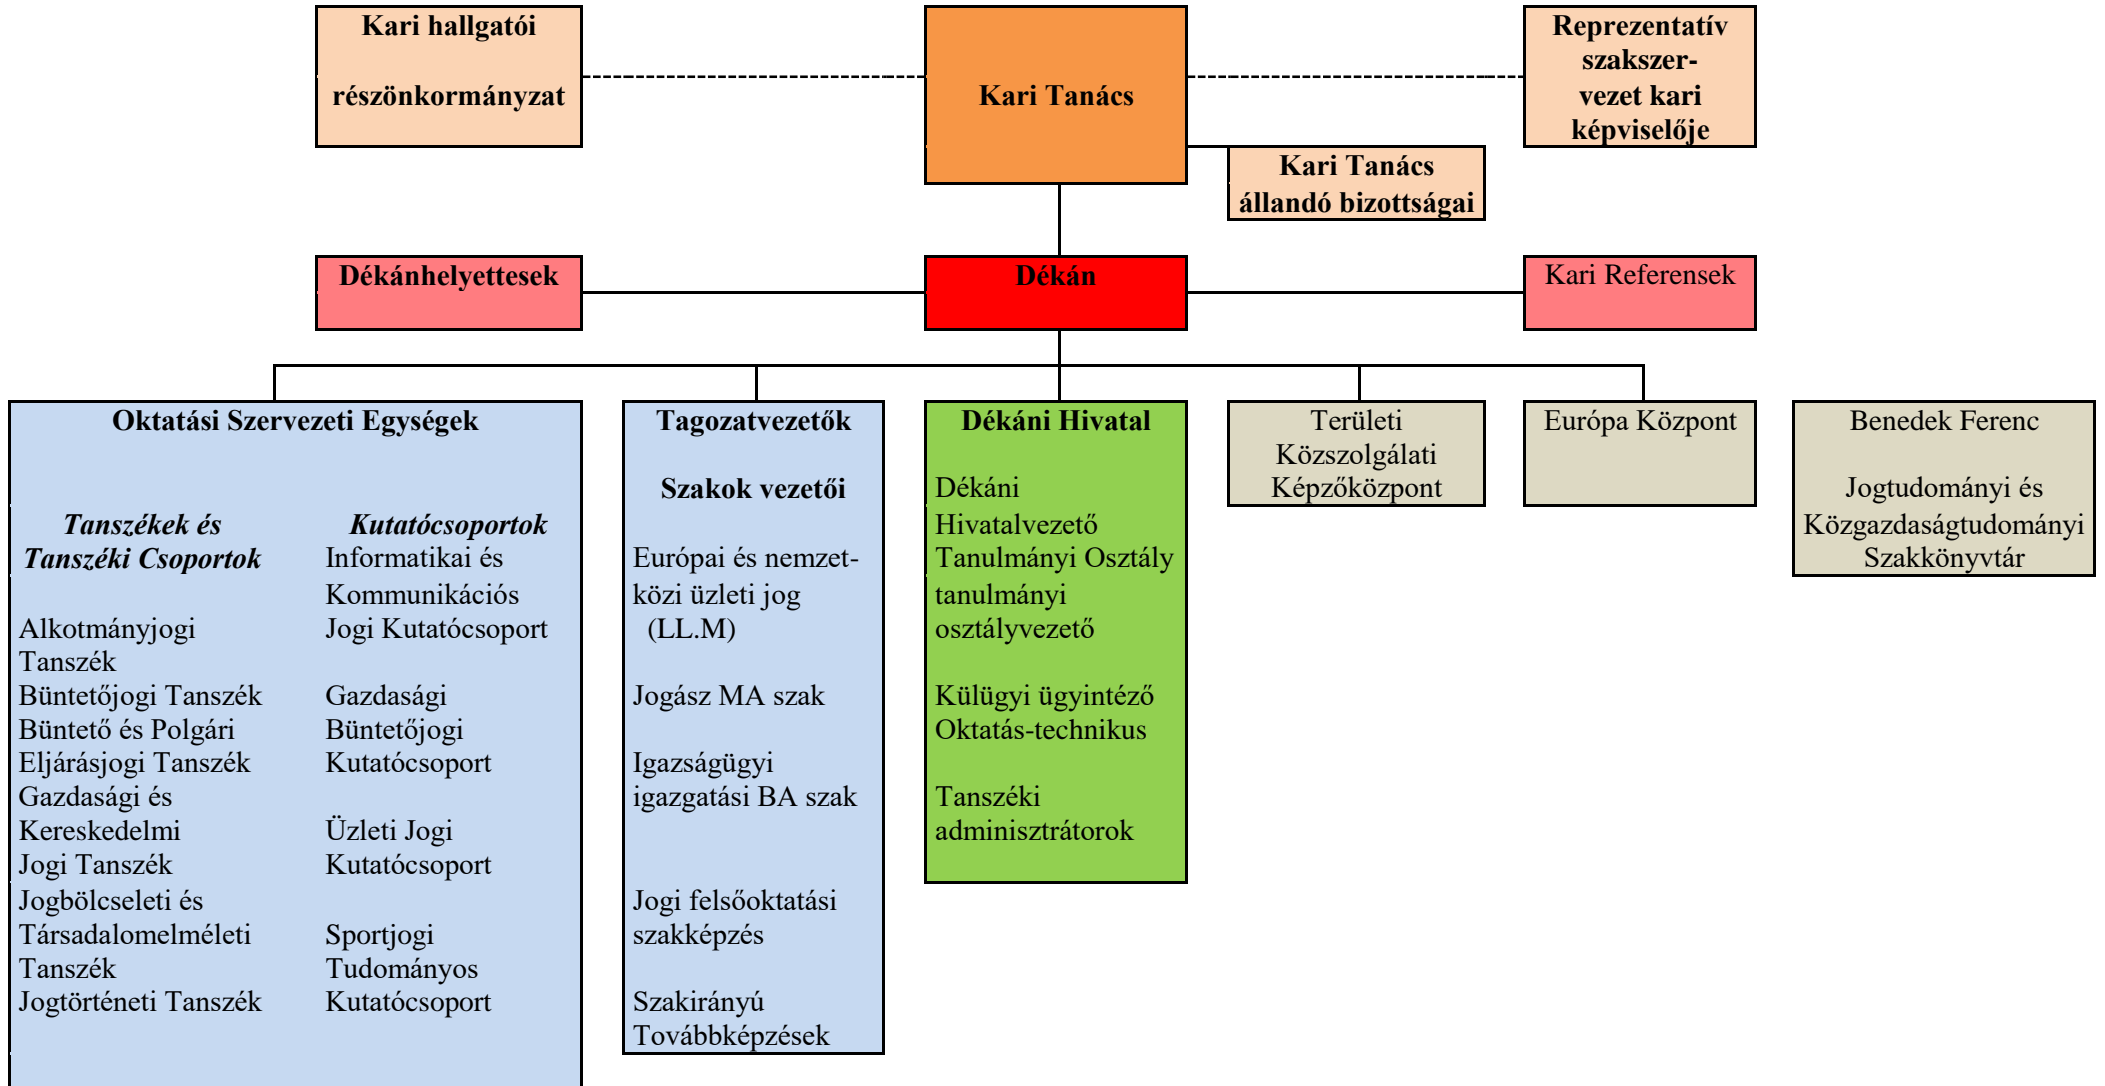 Kari hallgatói
részönkormányzat
Kari Tanács
Reprezentatív
szakszer-
vezet kari
képviselője
Kari Tanács
állandó bizottságai
Dékánhelyettesek
Dékán
Kari Referensek
Oktatási Szervezeti Egységek
Tanszékek és
Tanszéki Csoportok
Alkotmányjogi
Tanszék
Büntetőjogi Tanszék
Büntető és Polgári
Eljárásjogi Tanszék
Gazdasági és
Kereskedelmi
Jogi Tanszék
Jogbölcseleti és
Társadalomelméleti
Tanszék
Jogtörténeti Tanszék
Kutatócsoportok
Informatikai és
Kommunikációs
Jogi Kutatócsoport
Gazdasági
Büntetőjogi
Kutatócsoport
Üzleti Jogi
Kutatócsoport
Sportjogi
Tudományos
Kutatócsoport
Tagozatvezetők
Szakok vezetői
Európai és nemzet-
közi üzleti jog
(LL.M)
Jogász MA szak
Igazságügyi
igazgatási BA szak
Jogi felsőoktatási
szakképzés
Szakirányú
Továbbképzések
Dékáni Hivatal
Dékáni
Hivatalvezető
Tanulmányi Osztály
tanulmányi
osztályvezető
Külügyi ügyintéző
Oktatás-technikus
Tanszéki
adminisztrátorok
Területi
Közszolgálati
Képzőközpont
Európa Központ
Benedek Ferenc
Jogtudományi és
Közgazdaságtudományi
Szakkönyvtár